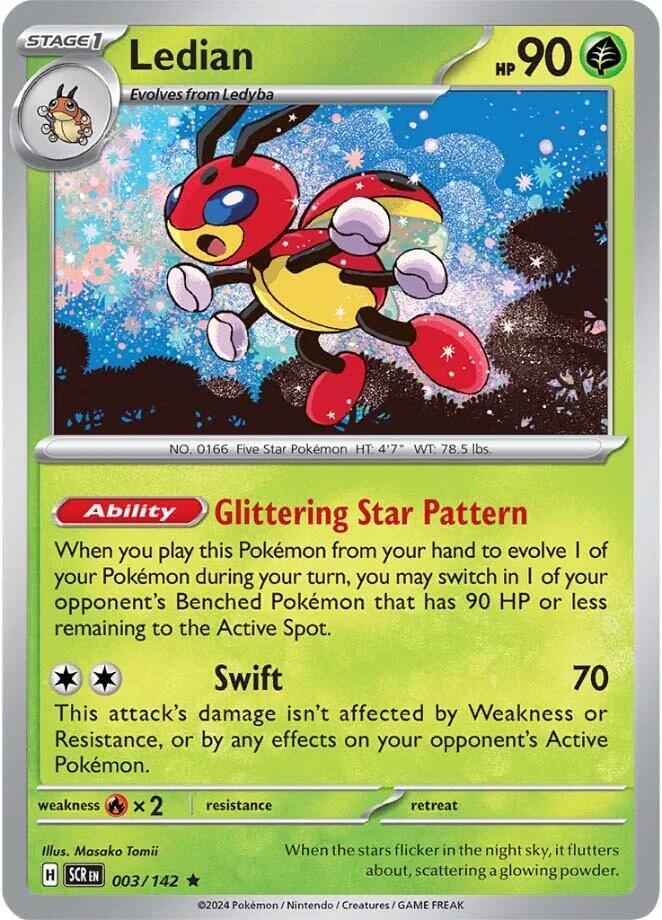 STAGE1
Ledian
HP 90
Evolves from Ledyba
NO. 0166 Five Star Pokémon HT: 4'7" WT: 78.5 lbs.
Ability Glittering Star Pattern
When you play this Pokémon from your hand to evolve 1 of
your Pokémon during your turn, you may switch in 1 of your
opponent's Benched Pokémon that has 90 HP or less
remaining to the Active Spot.
Swift 70
This attack's damage isn't affected by Weakness or
Resistance, or by any effects on your opponent's Active
Pokémon.
weakness × 2 resistance retreat
Illus. Masako Tomii
When the stars flicker in the night sky, it flutters
about, scattering a glowing powder.
H SCR EN 003/142 ★
©2024 Pokémon / Nintendo / Creatures / GAME FREAK